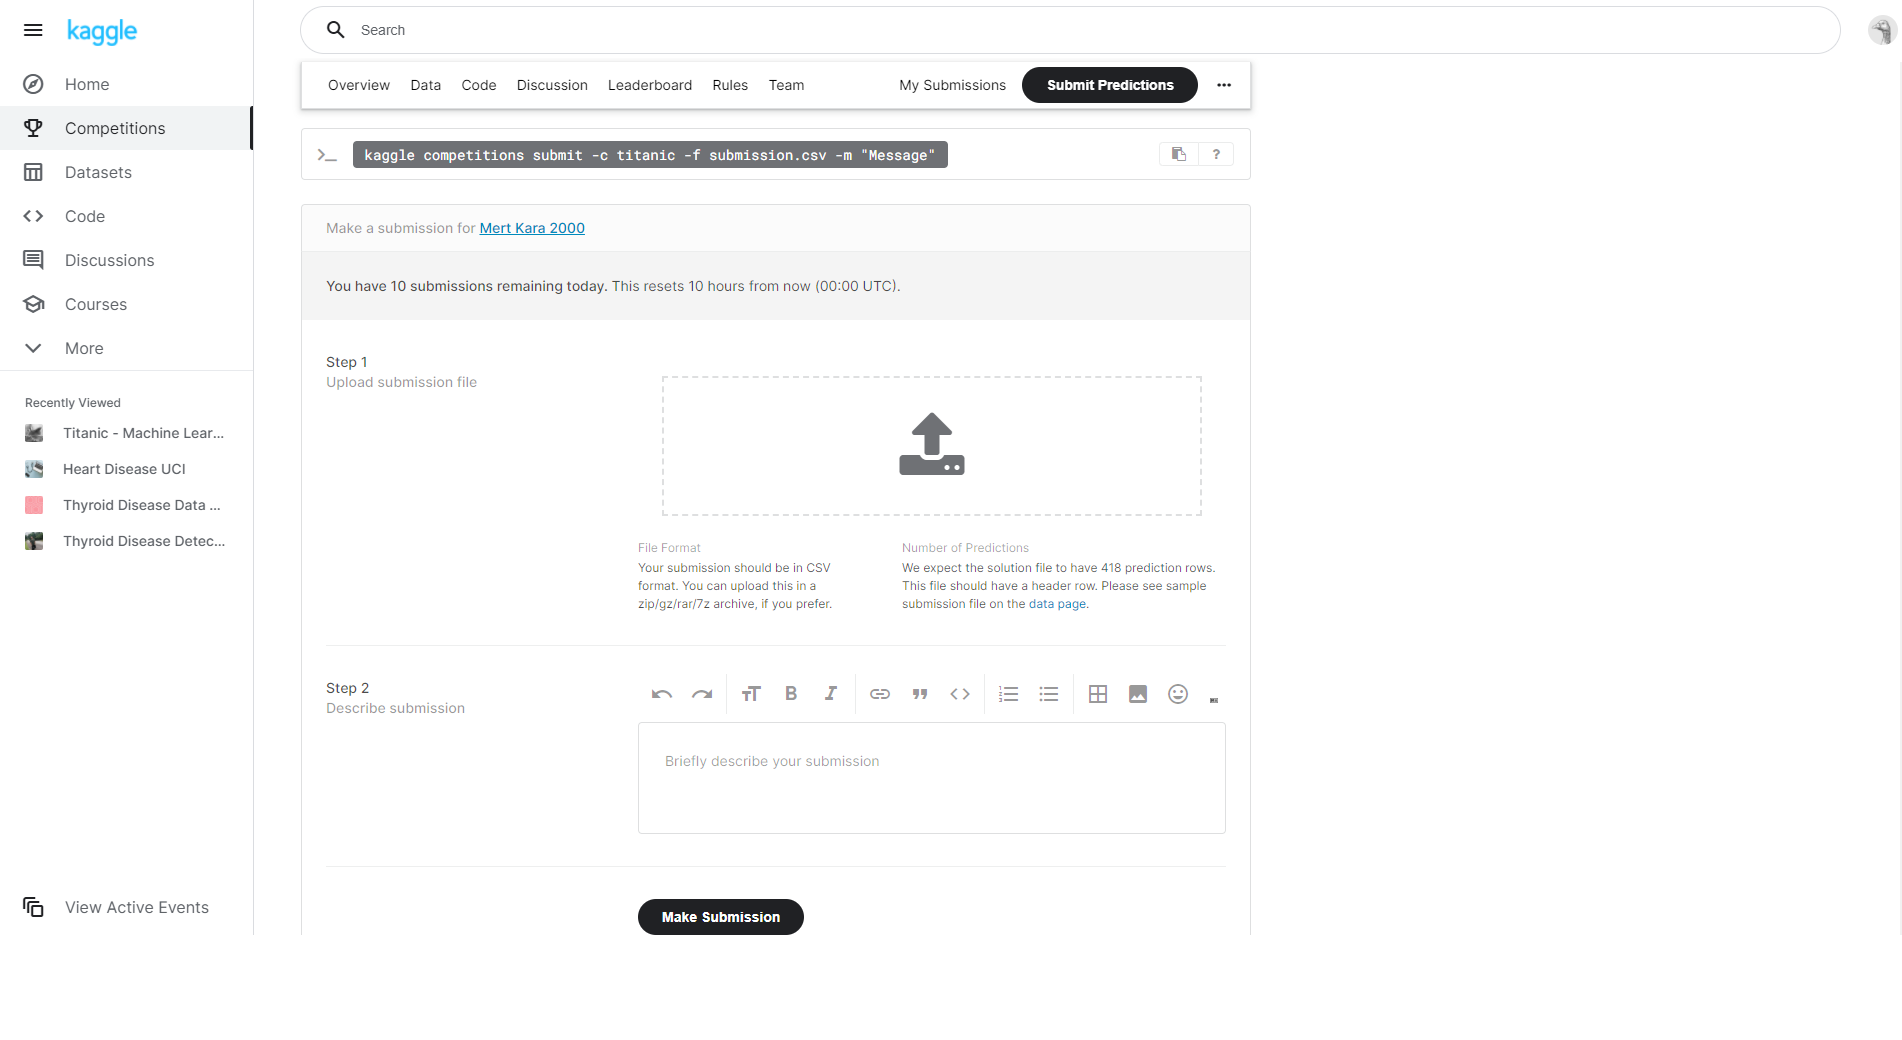 kaggle
Search
Home
Competitions
Datasets
Code
Discussions
Courses
More
Recently Viewed
Titanic - Machine Lear...
Heart Disease UCI
Thyroid Disease Data ...
Thyroid Disease Detec...
View Active Events
Overview Data Code Discussion Leaderboard Rules Team My Submissions Submit Predictions
>_ kaggle competitions submit -c titanic -f submission.csv -m "Message" ?
Make a submission for Mert Kara 2000
You have 10 submissions remaining today. This resets 10 hours from now (00:00 UTC).
Step 1
Upload submission file
File Format
Your submission should be in CSV
format. You can upload this in a
zip/gz/rar/7z archive, if you prefer.
Number of Predictions
We expect the solution file to have 418 prediction rows.
This file should have a header row. Please see sample
submission file on the data page.
Step 2
Describe submission
Briefly describe your submission
Make Submission